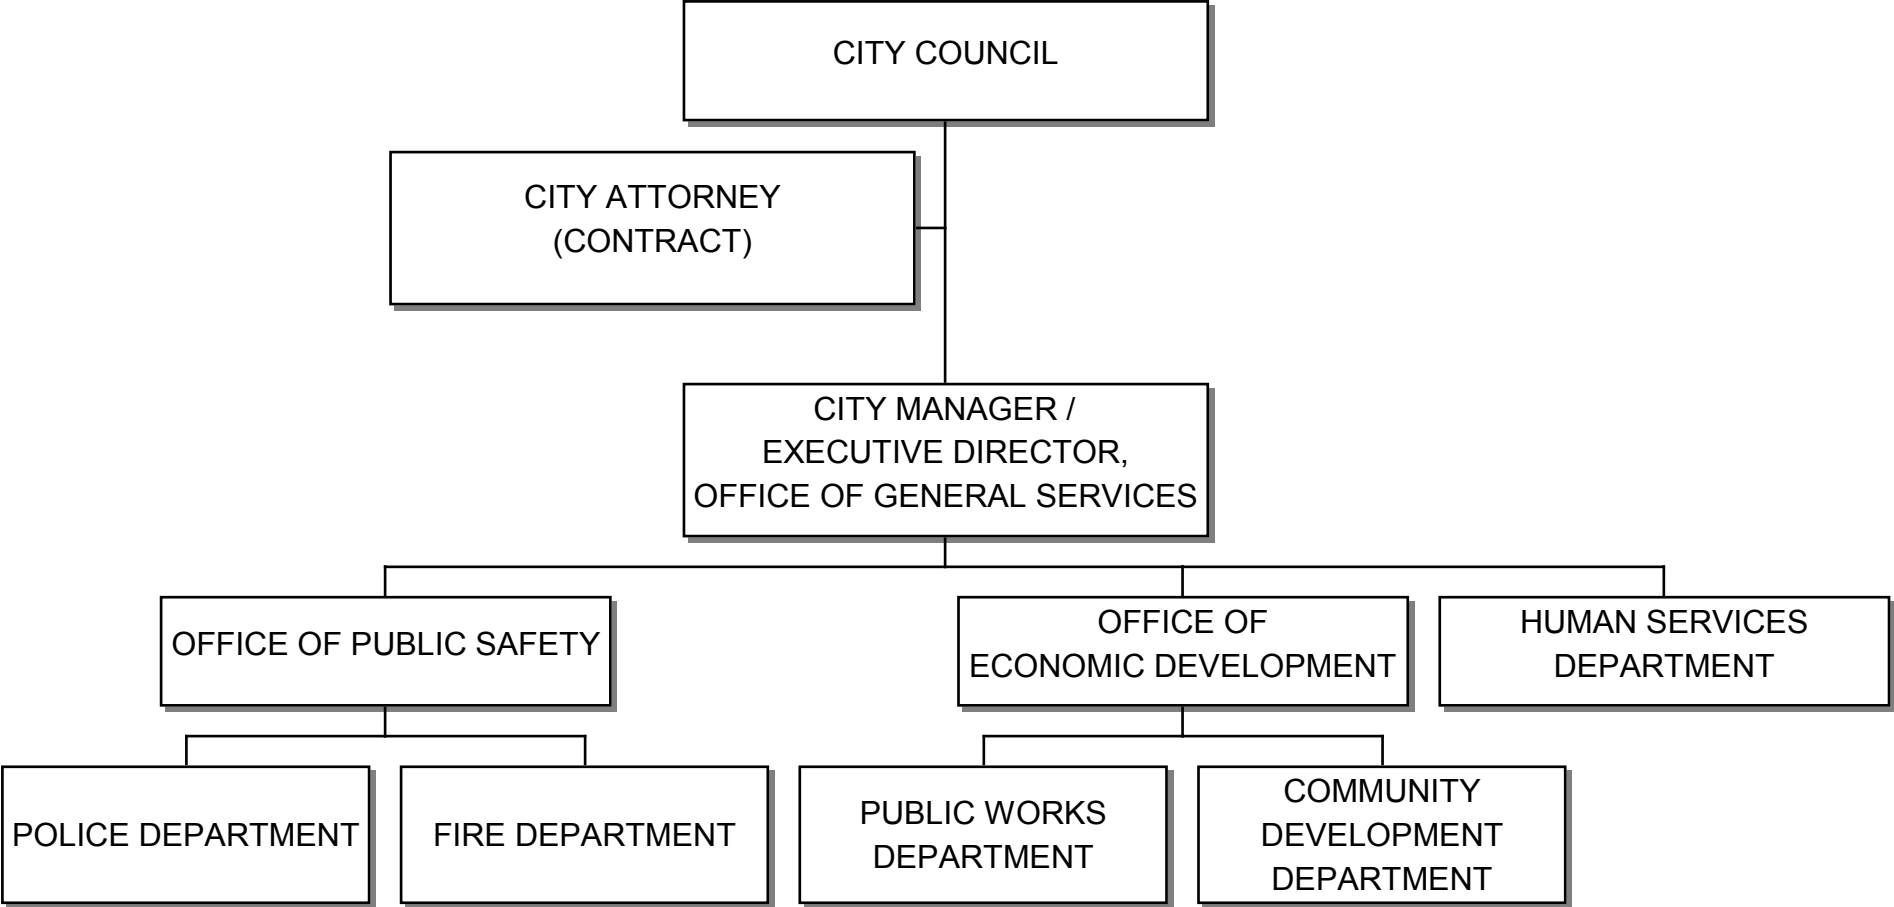 CITY COUNCIL
CITY ATTORNEY
(CONTRACT)
CITY MANAGER /
EXECUTIVE DIRECTOR,
OFFICE OF GENERAL SERVICES
OFFICE OF PUBLIC SAFETY
OFFICE OF
ECONOMIC DEVELOPMENT
HUMAN SERVICES
DEPARTMENT
POLICE DEPARTMENT
FIRE DEPARTMENT
PUBLIC WORKS
DEPARTMENT
COMMUNITY
DEVELOPMENT
DEPARTMENT